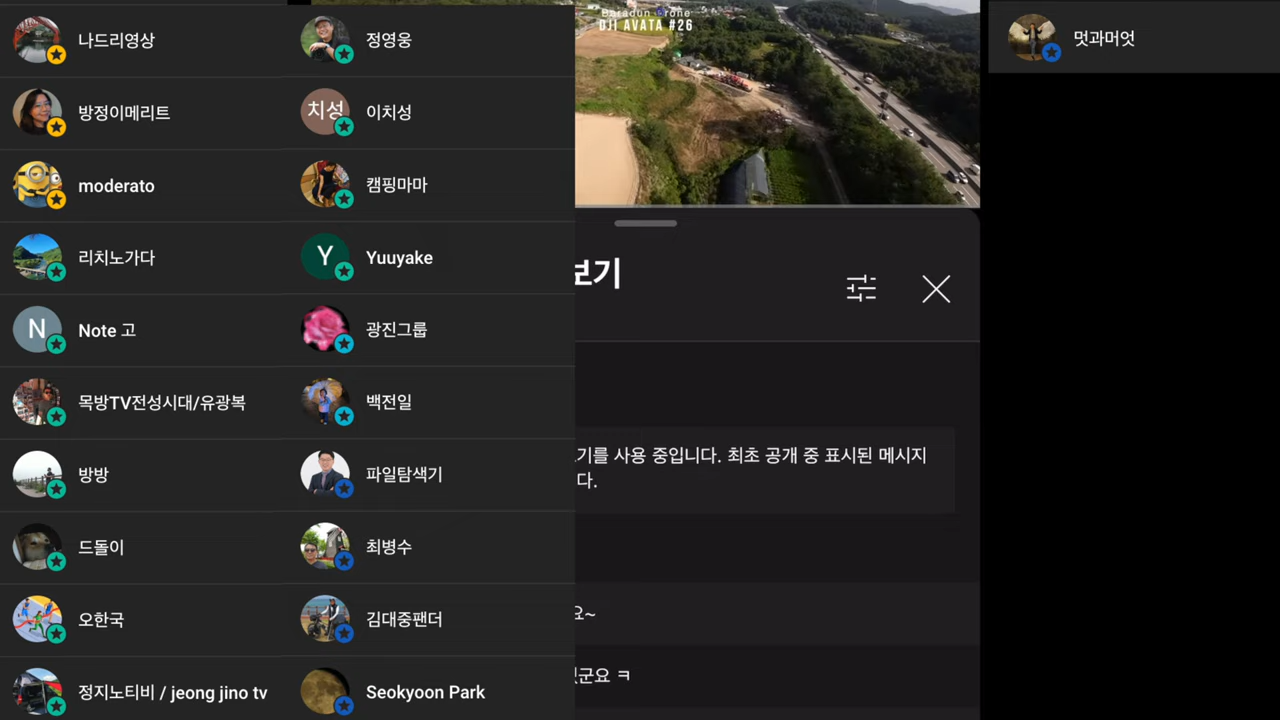 나드리영상
방정이메리트
moderato
리치노가다
N
Note 고
목방TV전성시대/유광복
방방
드돌이
오한국
정지노티비 / jeong jino tv
정영웅
치성
이치성
캠핑마마
Y
Yuuyake
광진그룹
백전일
파일탐색기
최병수
김대중팬더
Seokyoon Park
Baradun Drone
DJI AVATA #26
보기
기를 사용 중입니다. 최초 공개 중 표시된 메시지
다.
요~
군요 ㅋ
멋과머엇